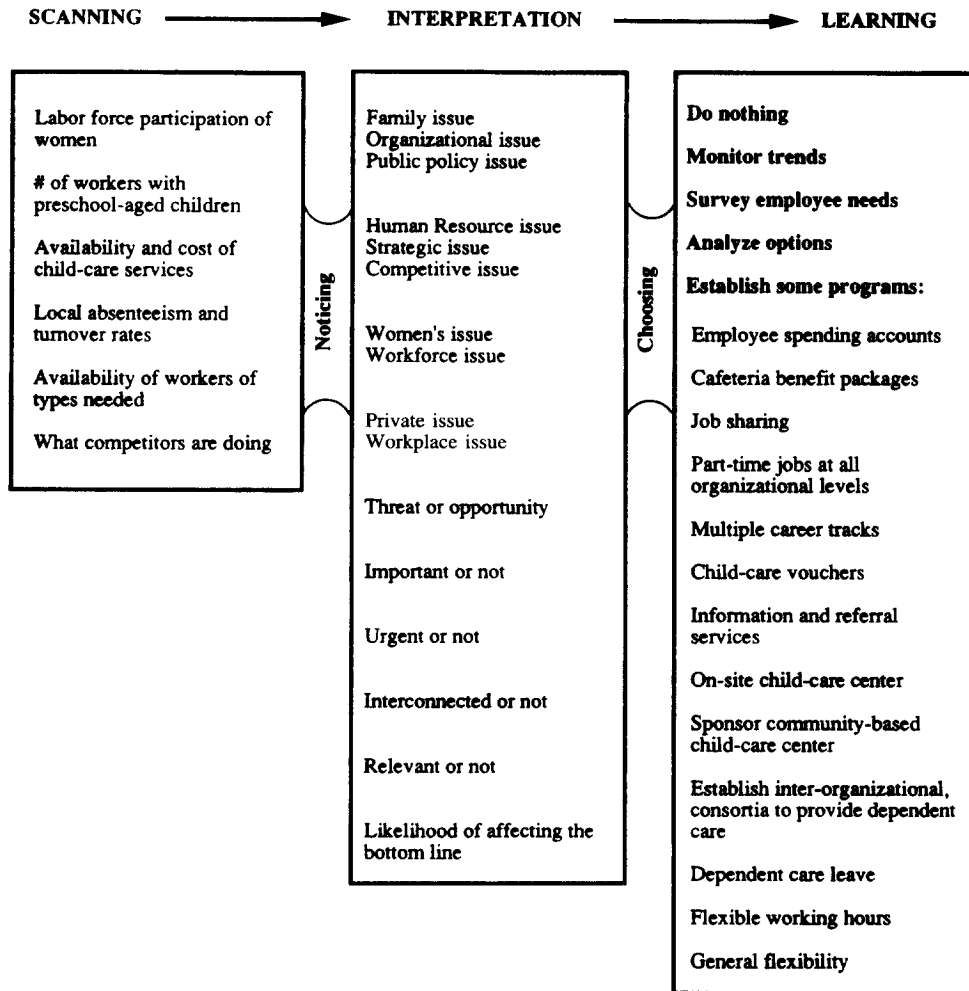 SCANNING INTERPRETATION LEARNING
Labor force participation of
women
# of workers with
preschool-aged children
Availability and cost of
child-care services
Local absenteeism and
turnover rates
Availability of workers of
types needed
What competitors are doing
Noticing
Family issue
Organizational issue
Public policy issue
Human Resource issue
Strategic issue
Competitive issue
Women's issue
Workforce issue
Private issue
Workplace issue
Threat or opportunity
Important or not
Urgent or not
Interconnected or not
Relevant or not
Likelihood of affecting the
bottom line
Choosing
Do nothing
Monitor trends
Survey employee needs
Analyze options
Establish some programs:
Employee spending accounts
Cafeteria benefit packages
Job sharing
Part-time jobs at all
organizational levels
Multiple career tracks
Child-care vouchers
Information and referral
services
On-site child-care center
Sponsor community-based
child-care center
Establish inter-organizational,
consortia to provide dependent
care
Dependent care leave
Flexible working hours
General flexibility